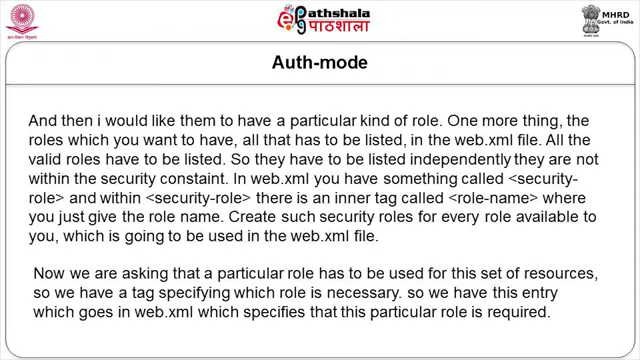 Pathshala
पाठशाला
MHRD
Govt. of India
Auth-mode
And then i would like them to have a particular kind of role. One more thing, the
roles which you want to have, all that has to be listed, in the web.xml file. All the
valid roles have to be listed. So they have to be listed independently they are not
within the security constaint. In web.xml you have something called <security-
role> and within <security-role> there is an inner tag called <role-name> where
you just give the role name. Create such security roles for every role available to
you, which is going to be used in the web.xml file.
Now we are asking that a particular role has to be used for this set of resources,
so we have a tag specifying which role is necessary. so we have this entry
which goes in web.xml which specifies that this particular role is required.